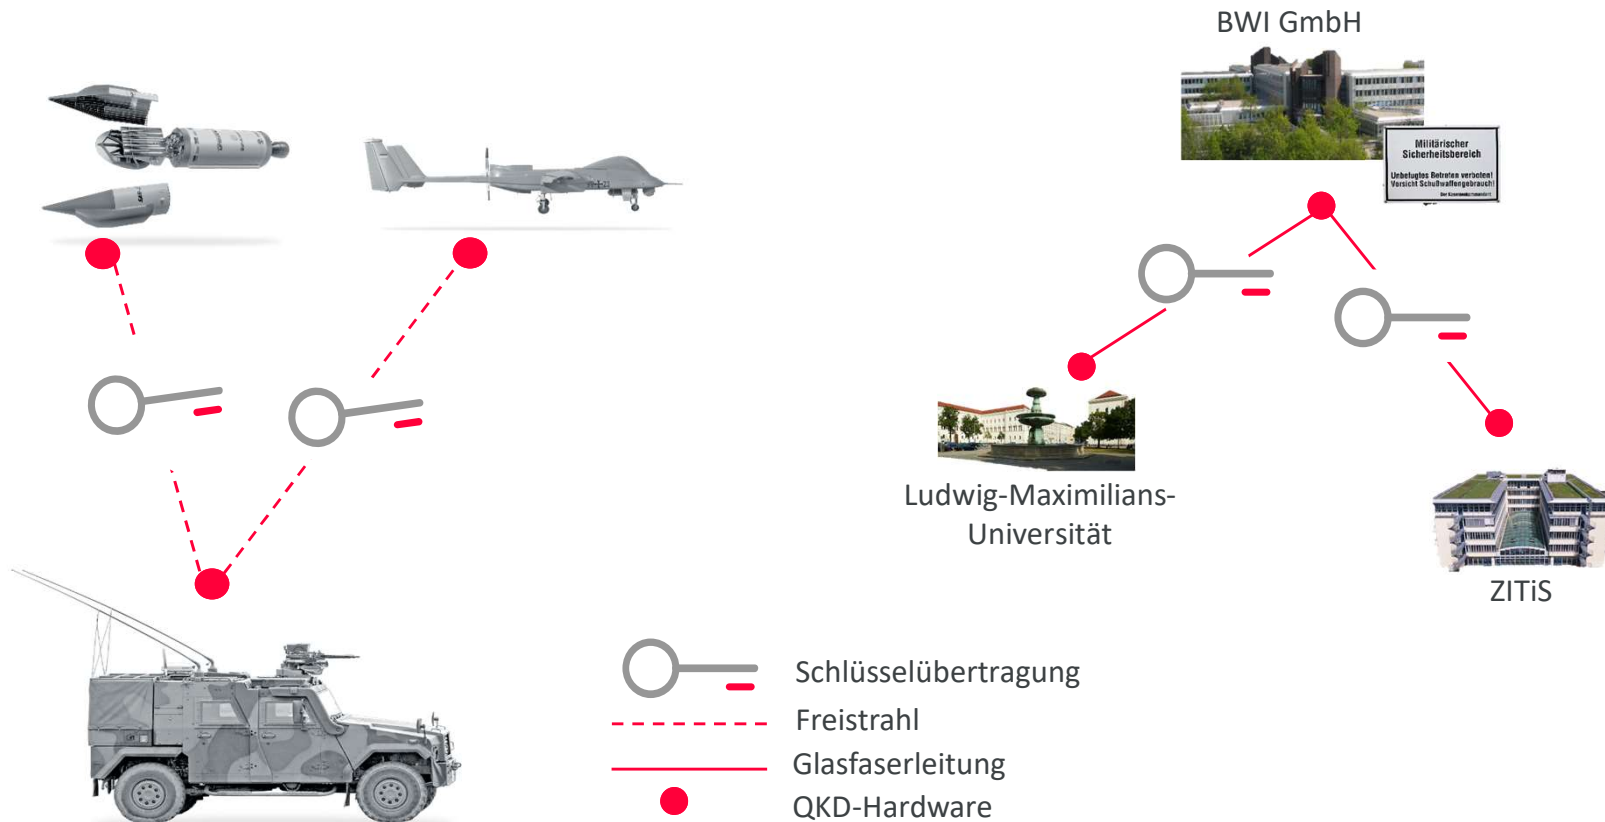 BWI GmbH
Militärischer
Sicherheitsbereich
Unbefugtes Betreten verboten!
Vorsicht Schußwaffengebrauch!
Ludwig-Maximilians-
Universität
ZITiS
Schlüsselübertragung
Freistrahl
Glasfaserleitung
QKD-Hardware